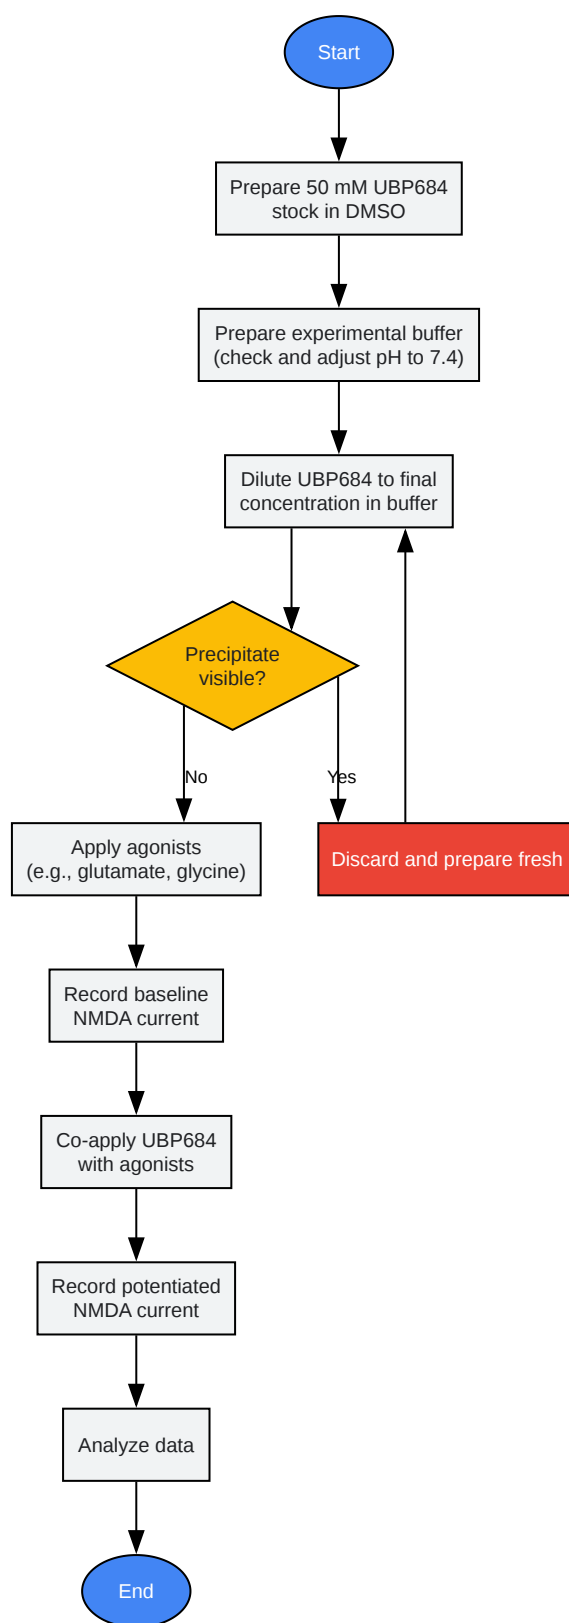 Start
Prepare 50 mM UBP684
stock in DMSO
Prepare experimental buffer
(check and adjust pH to 7.4)
Dilute UBP684 to final
concentration in buffer
Precipitate
visible?
No
Yes
Apply agonists
(e.g., glutamate, glycine)
Discard and prepare fresh
Record baseline
NMDA current
Co-apply UBP684
with agonists
Record potentiated
NMDA current
Analyze data
End